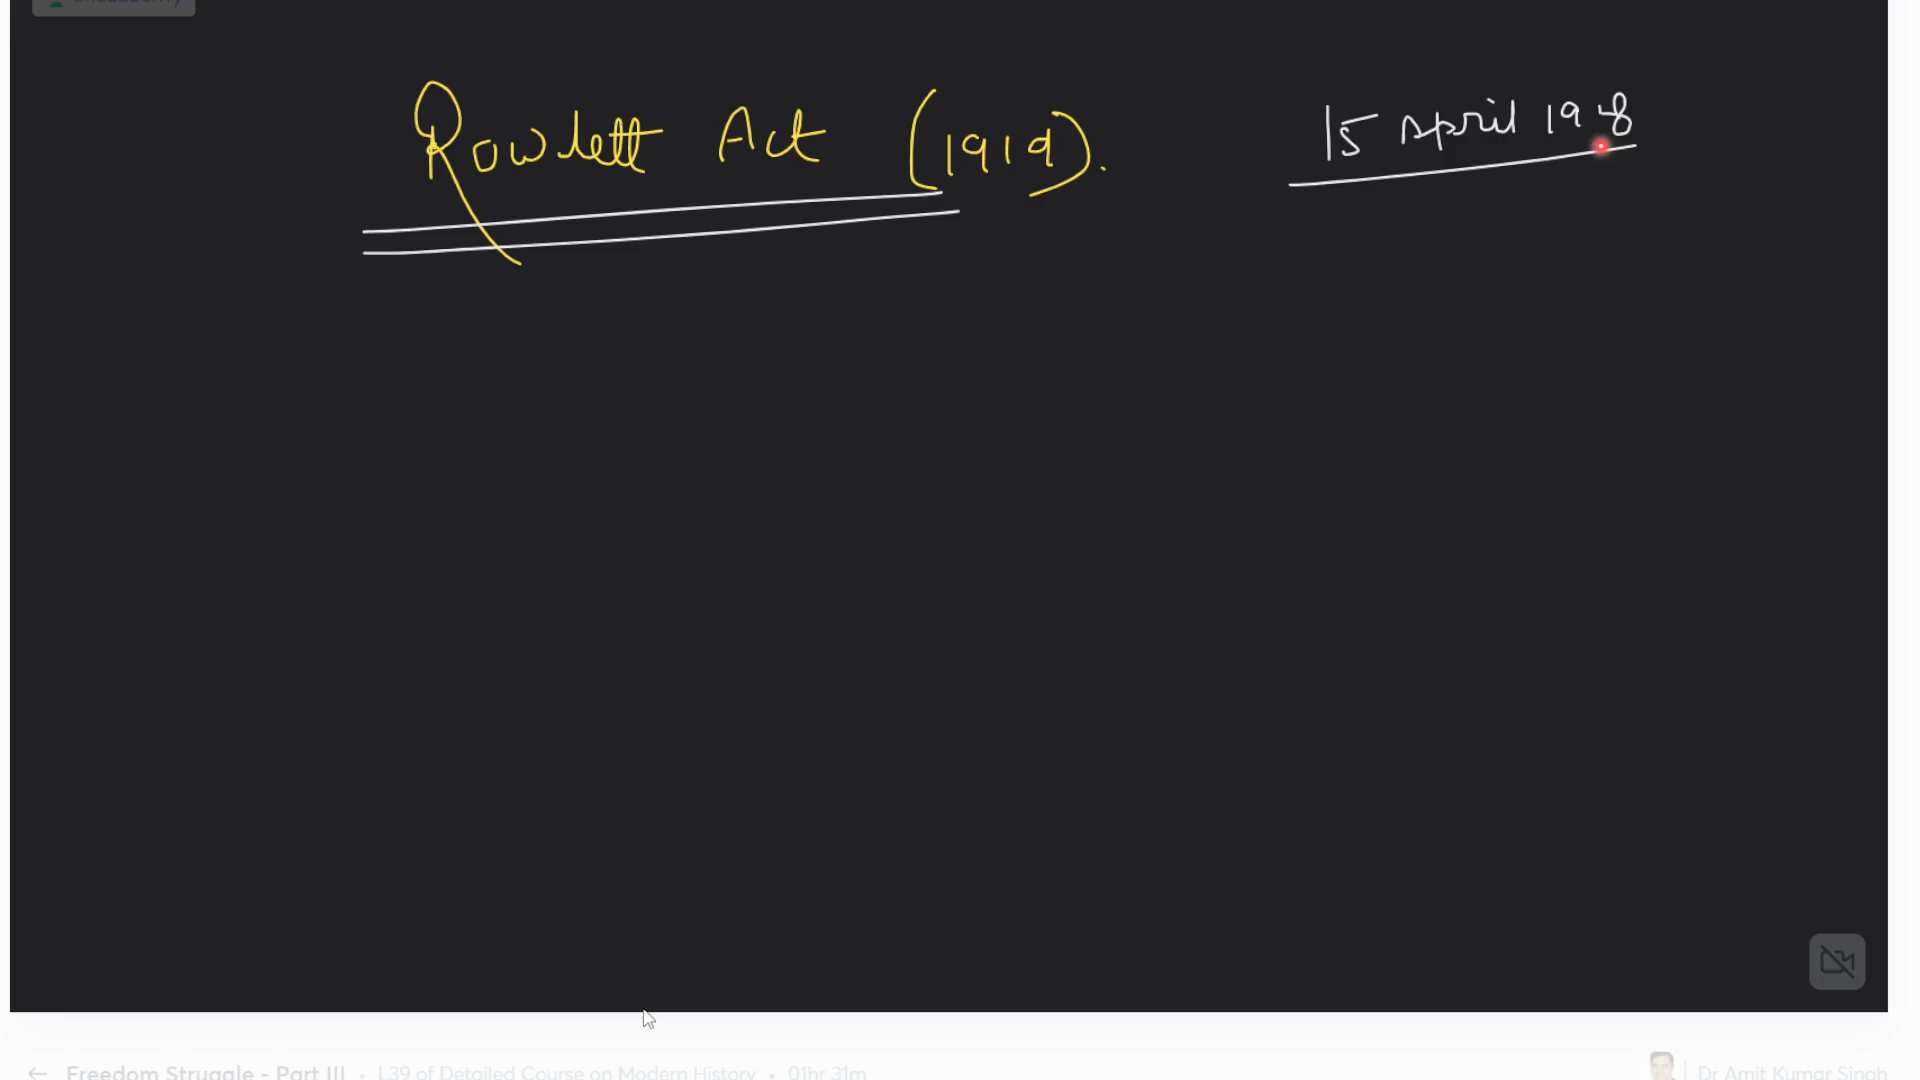 Rowlett Act (1919).
15 April 1918
Freedom Struggle - Part III • L39 of Detailed Course on Modern History • 01hr 31m
Dr Amit Kumar Singh